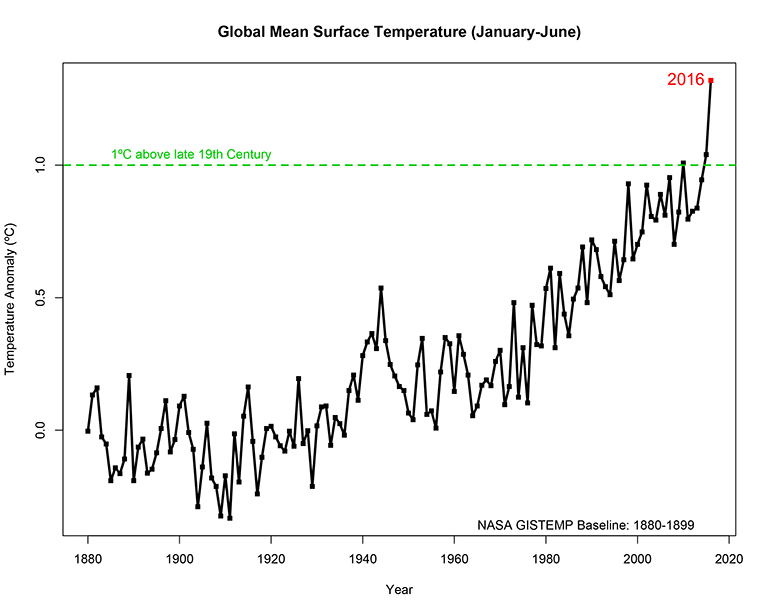 Global Mean Surface Temperature (January-June)
2016
1ºC above late 19th Century
1.0
0.5
0.0
Temperature Anomaly (ºC)
NASA GISTEMP Baseline: 1880-1899
1880 1900 1920 1940 1960 1980 2000 2020
Year